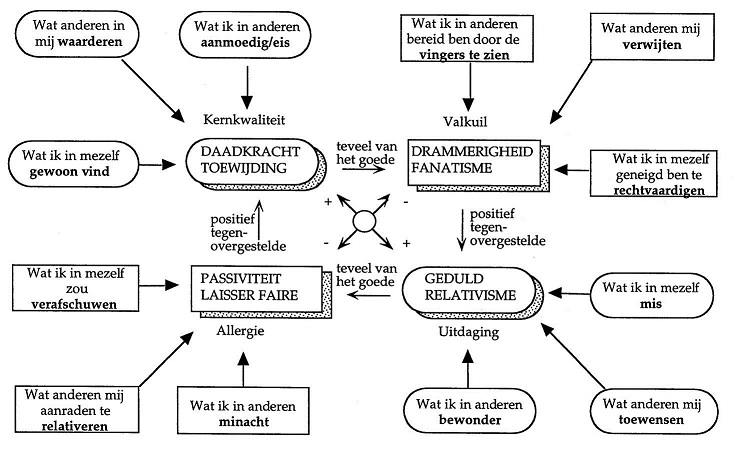 Wat anderen in
mij waarderen
Wat ik in anderen
aanmoedig/eis
Wat ik in anderen
bereid ben door de
vingers te zien
Wat anderen mij
verwijten
Kernkwaliteit
Valkuil
Wat ik in mezelf
gewoon vind
DAADKRACHT
TOEWIJDING
teveel van
het goede
DRAMMERIGHEID
FANATISME
Wat ik in mezelf
geneigd ben te
rechtvaardigen
+
-
positief
tegen-
overgestelde
positief
tegen-
overgestelde
-
+
Wat ik in mezelf
zou
verafschuwen
PASSIVITEIT
LAISSER FAIRE
teveel van
het goede
GEDULD
RELATIVISME
Wat ik in mezelf
mis
Allergie
Uitdaging
Wat anderen mij
aanraden te
relativeren
Wat ik in anderen
minacht
Wat ik in anderen
bewonder
Wat anderen mij
toewensen